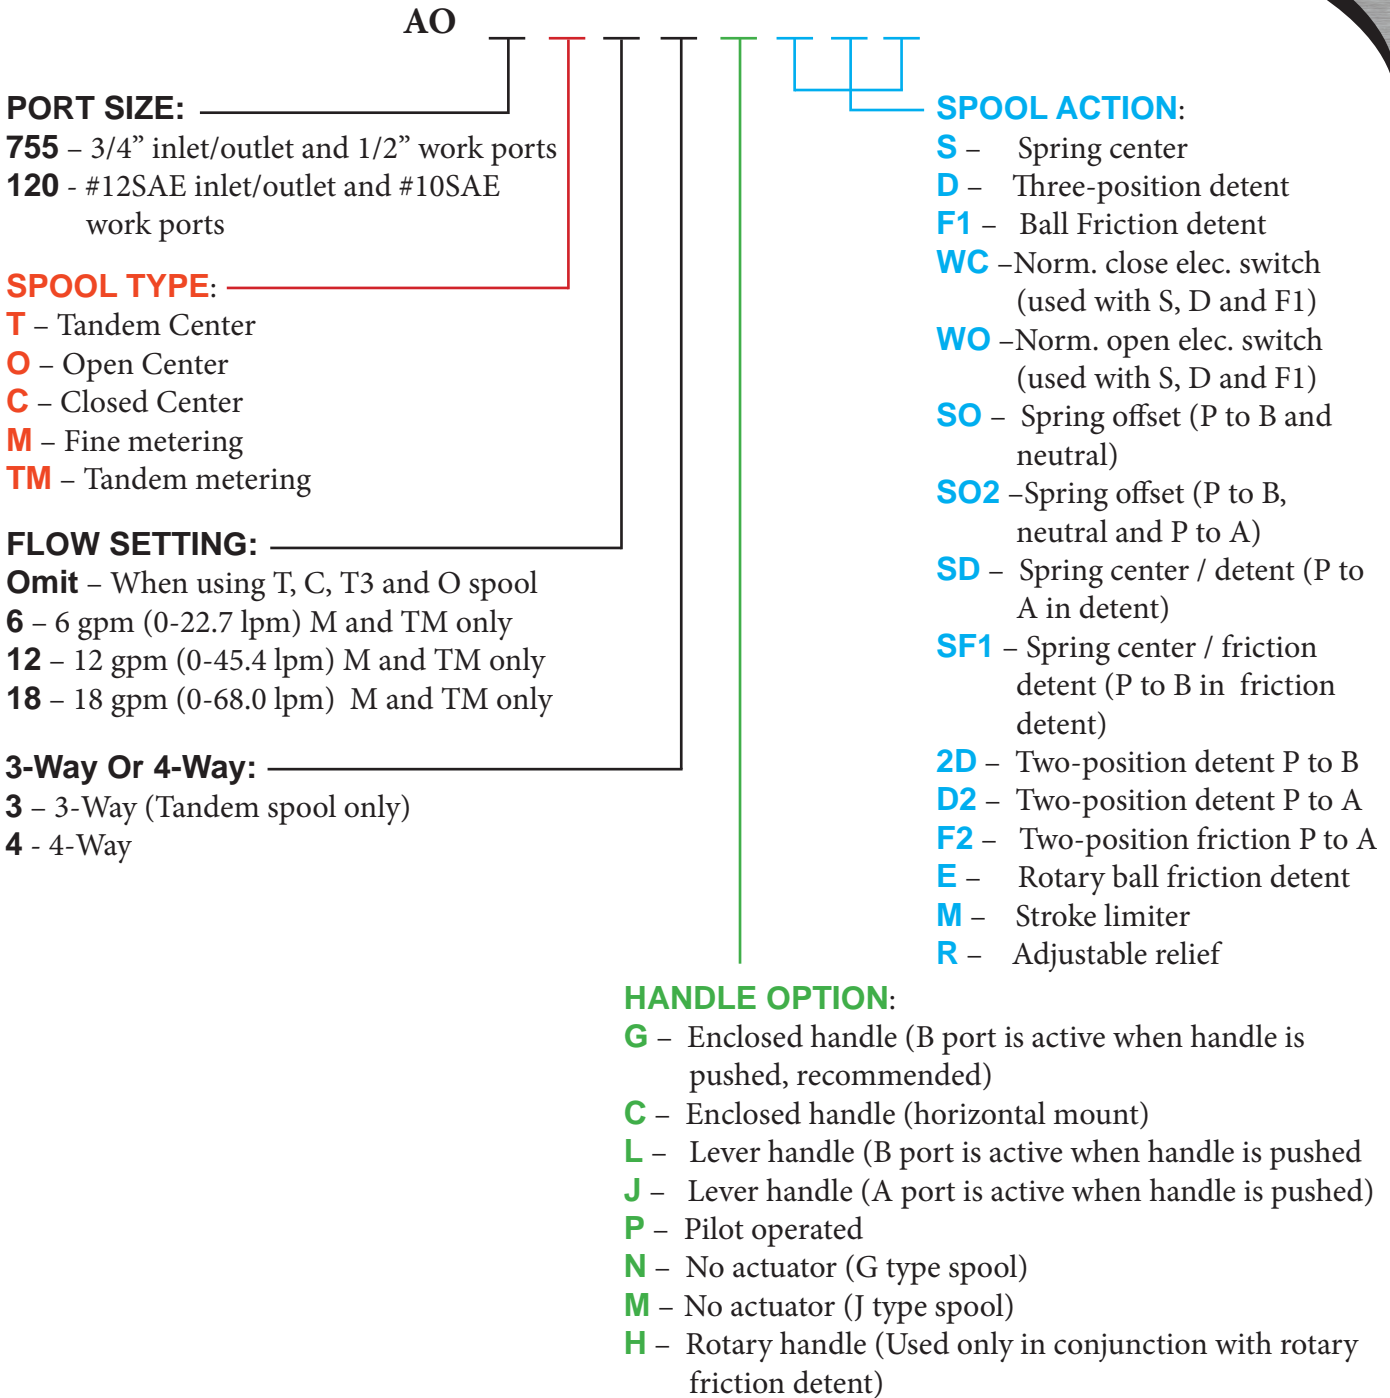 AO
PORT SIZE:
755 – 3/4” inlet/outlet and 1/2” work ports
120 - #12SAE inlet/outlet and #10SAE
work ports
SPOOL TYPE:
T – Tandem Center
O – Open Center
C – Closed Center
M – Fine metering
TM – Tandem metering
FLOW SETTING:
Omit – When using T, C, T3 and O spool
6 – 6 gpm (0-22.7 lpm) M and TM only
12 – 12 gpm (0-45.4 lpm) M and TM only
18 – 18 gpm (0-68.0 lpm) M and TM only
3-Way Or 4-Way:
3 – 3-Way (Tandem spool only)
4 - 4-Way
SPOOL ACTION:
S – Spring center
D – Three-position detent
F1 – Ball Friction detent
WC –Norm. close elec. switch
(used with S, D and F1)
WO –Norm. open elec. switch
(used with S, D and F1)
SO – Spring offset (P to B and
neutral)
SO2 –Spring offset (P to B,
neutral and P to A)
SD – Spring center / detent (P to
A in detent)
SF1 – Spring center / friction
detent (P to B in friction
detent)
2D – Two-position detent P to B
D2 – Two-position detent P to A
F2 – Two-position friction P to A
E – Rotary ball friction detent
M – Stroke limiter
R – Adjustable relief
HANDLE OPTION:
G – Enclosed handle (B port is active when handle is
pushed, recommended)
C – Enclosed handle (horizontal mount)
L – Lever handle (B port is active when handle is pushed
J – Lever handle (A port is active when handle is pushed)
P – Pilot operated
N – No actuator (G type spool)
M – No actuator (J type spool)
H – Rotary handle (Used only in conjunction with rotary
friction detent)